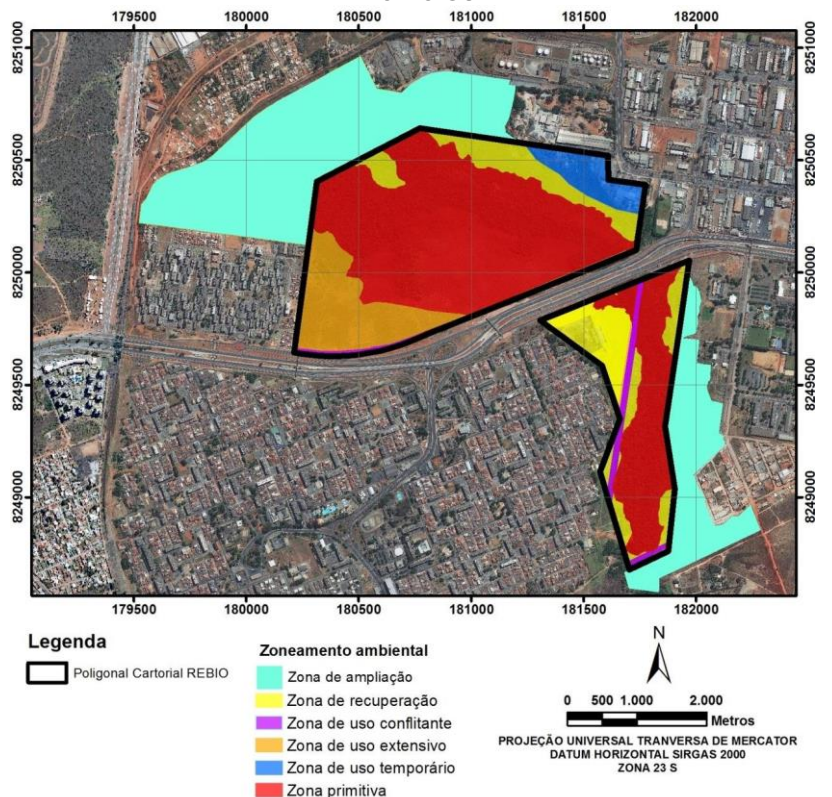 179500 180000 180500 181000 181500 182000
8251000 8251000
8250500 8250500
8250000 8250000
8249500 8249500
8249000 8249000
179500 180000 180500 181000 181500 182000
Legenda
Poligonal Cartorial REBIO
Zoneamento ambiental
Zona de ampliação
Zona de recuperação
Zona de uso conflitante
Zona de uso extensivo
Zona de uso temporário
Zona primitiva
N
0 500 1.000 2.000
Metros
PROJEÇÃO UNIVERSAL TRANVERSA DE MERCATOR
DATUM HORIZONTAL SIRGAS 2000
ZONA 23 S